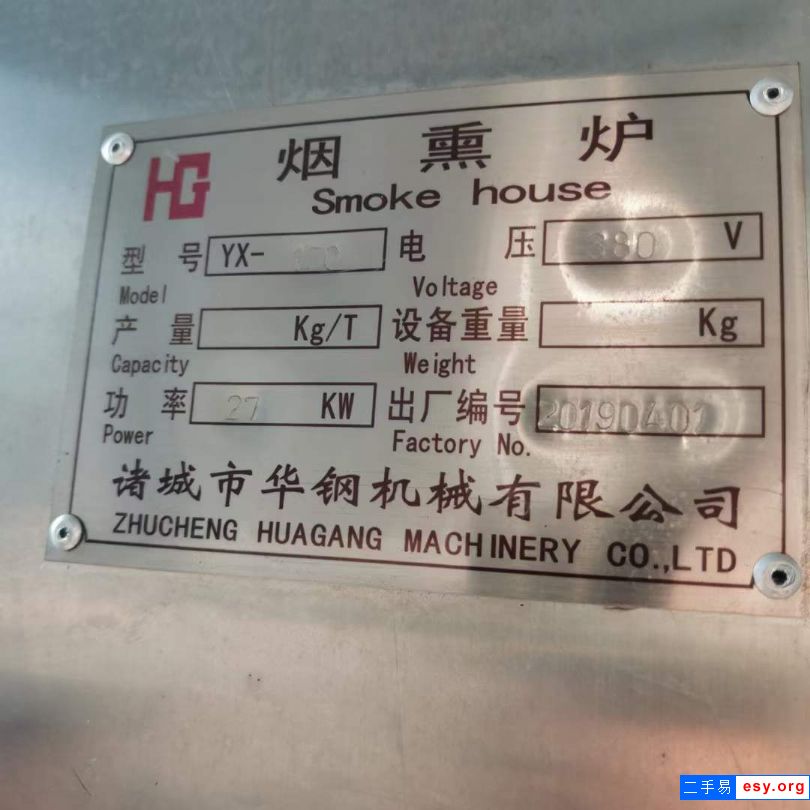 HG 烟熏炉
Smoke house
型号 YX- 电压 380 V
Model Voltage
产量 Kg/T 设备重量 Kg
Capacity Weight
功率 27 KW 出厂编号 20190401
Power Factory No.
诸城市华钢机械有限公司
ZHUCHENG HUAGANG MACHINERY CO.,LTD
二手易 esy.org